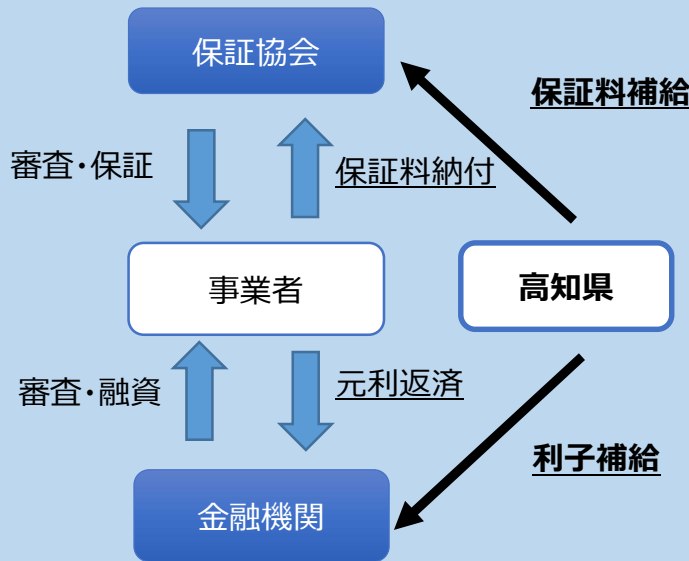 保証協会
保証料補給
審査・保証
保証料納付
事業者
高知県
審査・融資
元利返済
利子補給
金融機関